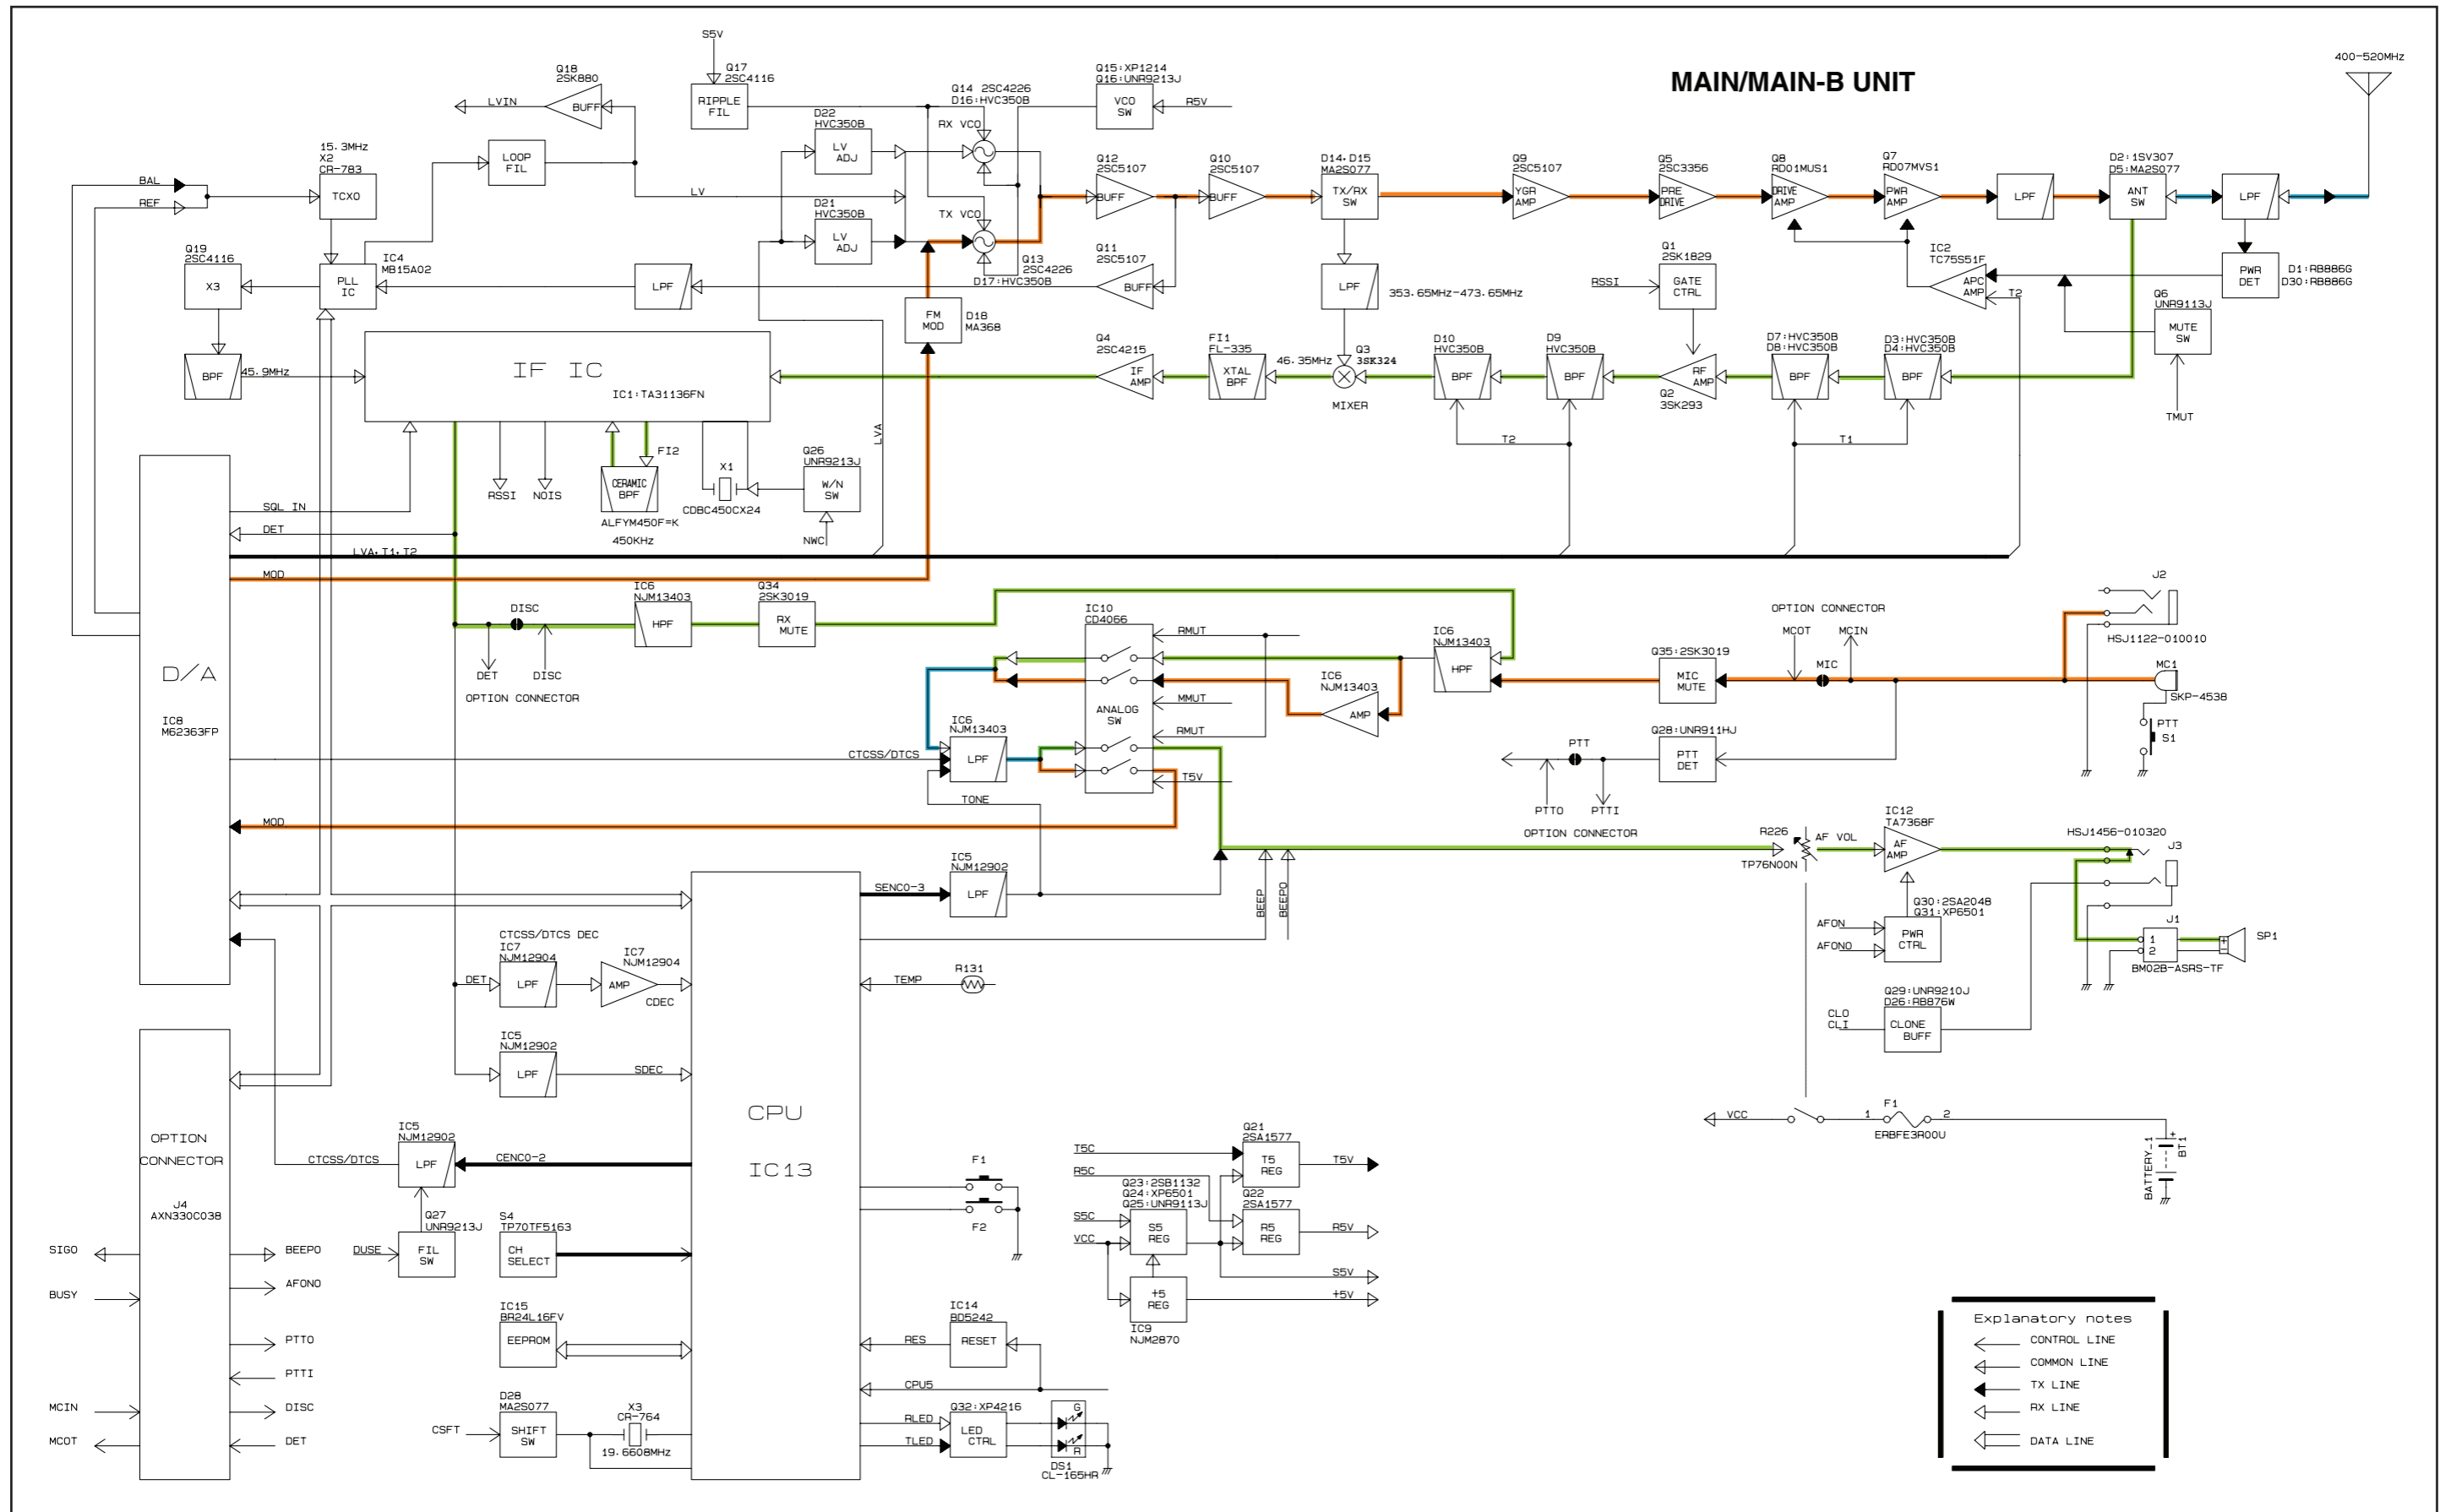 MAIN/MAIN-B UNIT
400-520MHz
S5V
Q18
2SK880
BUFF
LVIN
Q17
2SC4116
RIPPLE
FIL
Q14 2SC4226
D16:HVC350B
RX VCO
Q15:XP1214
Q16:UNR9213J
VCO
SW
R5V
15.3MHz
X2
CR-783
TCXO
LOOP
FIL
D22
HVC350B
LV
ADJ
LV
D21
HVC350B
LV
ADJ
TX VCO
Q13
2SC4226
D17:HVC350B
Q12
2SC5107
BUFF
Q10
2SC5107
BUFF
D14,D15
MA2S077
TX/RX
SW
Q9
2SC5107
YGR
AMP
Q5
2SC3356
PRE
DRIVE
Q8
RD01MUS1
DRIVE
AMP
Q7
RD07MVS1
PWR
AMP
LPF
D2:1SV307
D5:MA2S077
ANT
SW
LPF
BAL
REF
Q19
2SC4116
X3
IC4
MB15A02
PLL
IC
LPF
Q11
2SC5107
BUFF
LPF
353.65MHz-473.65MHz
Q1
2SK1829
GATE
CTRL
RSSI
IC2
TC75S51F
APC
AMP
T2
PWR
DET
D1:RB886G
D30:RB886G
Q6
UNR9113J
MUTE
SW
TMUT
FM
MOD
D18
MA368
BPF
45.9MHz
IF IC
IC1:TA31136FN
Q4
2SC4215
IF
AMP
FI1
FL-335
XTAL
BPF
46.35MHz
Q3
3SK324
MIXER
D10
HVC350B
BPF
D9
HVC350B
BPF
RF
AMP
Q2
3SK293
D7:HVC350B
D8:HVC350B
BPF
D3:HVC350B
D4:HVC350B
BPF
T2
T1
LVA
RSSI
NOIS
FI2
CERAMIC
BPF
ALFYM450F=K
450KHz
X1
CDBC450CX24
Q26
UNR9213J
W/N
SW
NWC
SQL IN
DET
LVA,T1,T2
MOD
D/A
IC8
M62363FP
DISC
DET
DISC
OPTION CONNECTOR
IC6
NJM13403
HPF
Q34
2SK3019
RX
MUTE
IC10
CD4066
ANALOG
SW
RMUT
MMUT
RMUT
T5V
IC6
NJM13403
AMP
IC6
NJM13403
HPF
Q35:2SK3019
MIC
MUTE
OPTION CONNECTOR
MCOT
MCIN
MIC
J2
HSJ1122-010010
MC1
SKP-4538
PTT
S1
Q28:UNR911HJ
PTT
DET
PTT
PTTO
PTTI
OPTION CONNECTOR
IC6
NJM13403
LPF
CTCSS/DTCS
TONE
MOD
IC5
NJM12902
LPF
SENC0-3
BEEP
BEEPO
R226
TP76N00N
AF VOL
IC12
TA7368F
AF
AMP
HSJ1456-010320
J3
AFON
AFONO
Q30:2SA2048
Q31:XP6501
PWR
CTRL
J1
1
2
BM02B-ASRS-TF
SP1
Q29:UNR9210J
D26:RB876W
CLO
CLI
CLONE
BUFF
CTCSS/DTCS DEC
IC7
NJM12904
DET
LPF
IC7
NJM12904
AMP
CDEC
TEMP
R131
IC5
NJM12902
LPF
SDEC
CPU
IC13
VCC
1
F1
2
ERBFE3R00U
BATTERY_1
BT1
OPTION
CONNECTOR
J4
AXN330C038
IC5
NJM12902
LPF
CTCSS/DTCS
CENC0-2
Q27
UNR9213J
DUSE
FIL
SW
S4
TP70TF5163
CH
SELECT
F1
F2
T5C
R5C
Q21
2SA1577
T5
REG
T5V
Q23:2SB1132
Q24:XP6501
Q25:UNR9113J
S5C
VCC
S5
REG
Q22
2SA1577
R5
REG
R5V
S5V
+5
REG
+5V
IC9
NJM2870
SIGO
BUSY
MCIN
MCOT
BEEPO
AFONO
PTTO
PTTI
DISC
DET
IC15
BR24L16FV
EEPROM
IC14
BD5242
RES
RESET
CPU5
D28
MA2S077
CSFT
SHIFT
SW
X3
CR-764
19.6608MHz
RLED
TLED
Q32:XP4216
LED
CTRL
G
R
DS1
CL-165HR
Explanatory notes
CONTROL LINE
COMMON LINE
TX LINE
RX LINE
DATA LINE